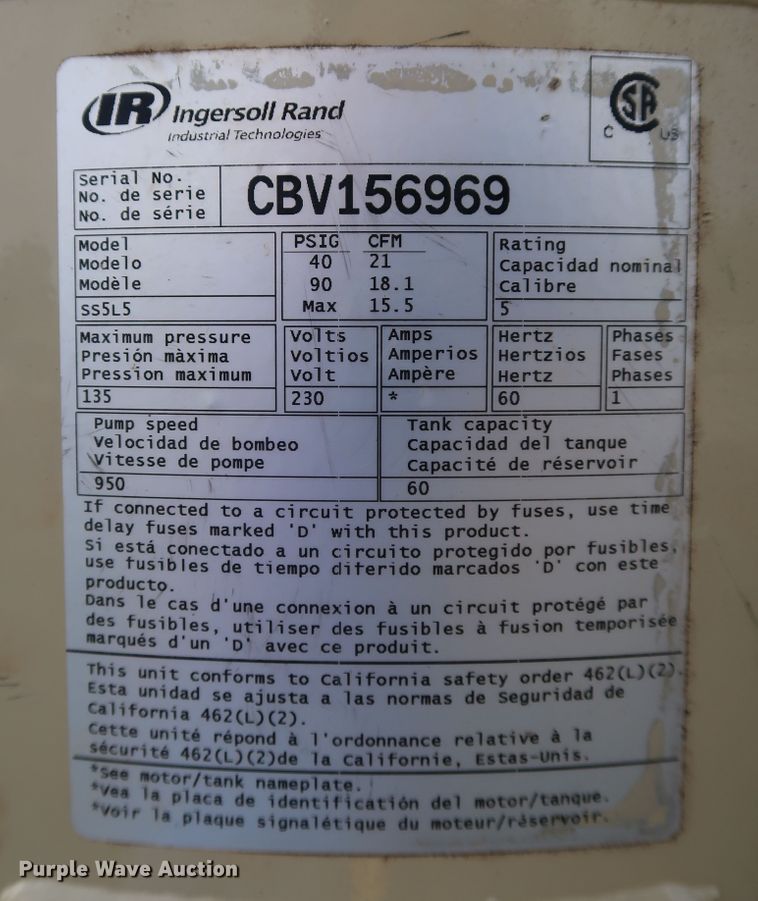 IR Ingersoll Rand
Industrial Technologies
C SA US
Serial No.
No. de serie
No. de série
CBV156969
Model
Modelo
Modèle
SS5L5
PSIG CFM
40 21
90 18.1
Max 15.5
Rating
Capacidad nominal
Calibre
5
Maximum pressure
Presión màxima
Pression maximum
135
Volts
Voltios
Volt
230
Amps
Amperios
Ampère
*
Hertz
Hertzios
Hertz
60
Phases
Fases
Phases
1
Pump speed
Velocidad de bombeo
Vitesse de pompe
950
Tank capacity
Capacidad del tanque
Capacité de réservoir
60
If connected to a circuit protected by fuses, use time
delay fuses marked 'D' with this product.
Si está conectado a un circuito protegido por fusibles,
use fusibles de tiempo diferido marcados 'D' con este
producto.
Dans le cas d'une connexion à un circuit protégé par
des fusibles, utiliser des fusibles à fusion temporisée
marqués d'un 'D' avec ce produit.
This unit conforms to California safety order 462(L)(2).
Esta unidad se ajusta a las normas de Seguridad de
California 462(L)(2).
Cette unité répond à l'ordonnance relative à la
sécurité 462(L)(2)de la Californie, Estas-Unis.
*See motor/tank nameplate.
*Vea la placa de identificación del motor/tanque.
*Voir la plaque signalétique du moteur/réservoir.
Purple Wave Auction